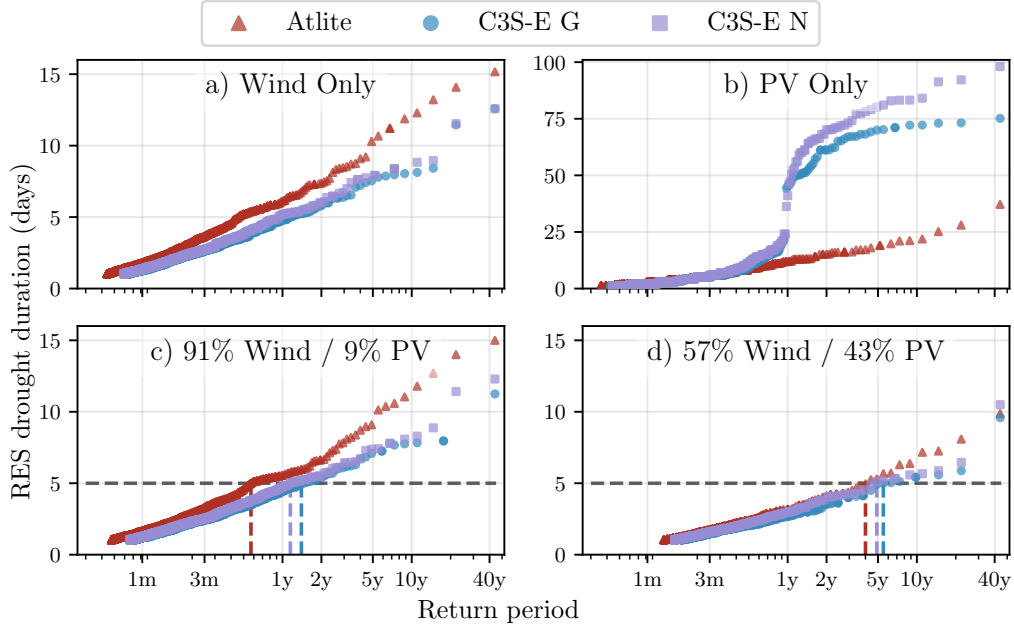 Atlite C3S-E G C3S-E N
RES drought duration (days)
a) Wind Only
15
10
5
0
b) PV Only
100
75
50
25
0
c) 91% Wind / 9% PV
15
10
5
0
1m 3m 1y 2y 5y 10y 40y
d) 57% Wind / 43% PV
15
10
5
0
1m 3m 1y 2y 5y 10y 40y
Return period